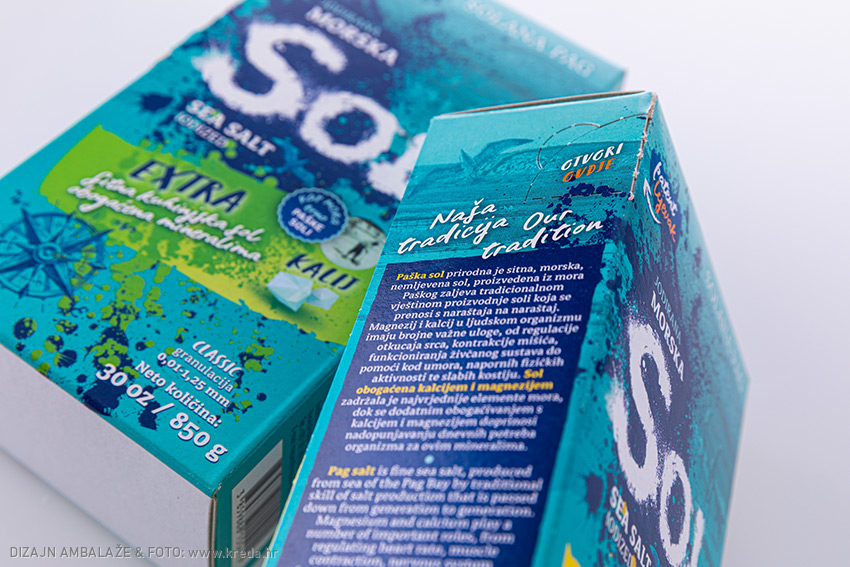 SOLANA PAG
MORSKA
SEA SALT
IODIZED
EXTRA
Sitna kuhinjska sol
obogaćena mineralima
PAŠKE
SOLI
KALIJ
CLASSIC
granulacija
0,01-1,25 mm
Neto količina:
30 oz / 850 g
OTVORI
OVDJE
Naša
tradicija Our
tradition
Paška sol prirodna je sitna, morska,
nemljevena sol, proizvedena iz mora
Paškog zaljeva tradicionalnom
vještinom proizvodnje soli koja se
prenosi s naraštaja na naraštaj.
Magnezij i kalcij u ljudskom organizmu
imaju brojne važne uloge, od regulacije
otkucaja srca, kontrakcije mišića,
funkcioniranja živčanog sustava do
pomoći kod umora, napornih fizičkih
aktivnosti te slabih kostiju. Sol
obogaćena kalcijem i magnezijem
zadržala je najvrjednije elemente mora,
dok se dodatnim obogaćivanjem s
kalcijem i magnezijem doprinosi
nadopunjavanju dnevnih potreba
organizma za ovim mineralima.
Pag salt is fine sea salt, produced
from sea of the Pag Bay by traditional
skill of salt production that is passed
down from generation to generation.
Magnesium and calcium play a
number of important roles, from
regulating heart rate, muscle
contraction, nervous system
MORSKA
So
SEA SALT
IODIZED
DIZAJN AMBALAŽE & FOTO: www.kreda.hr